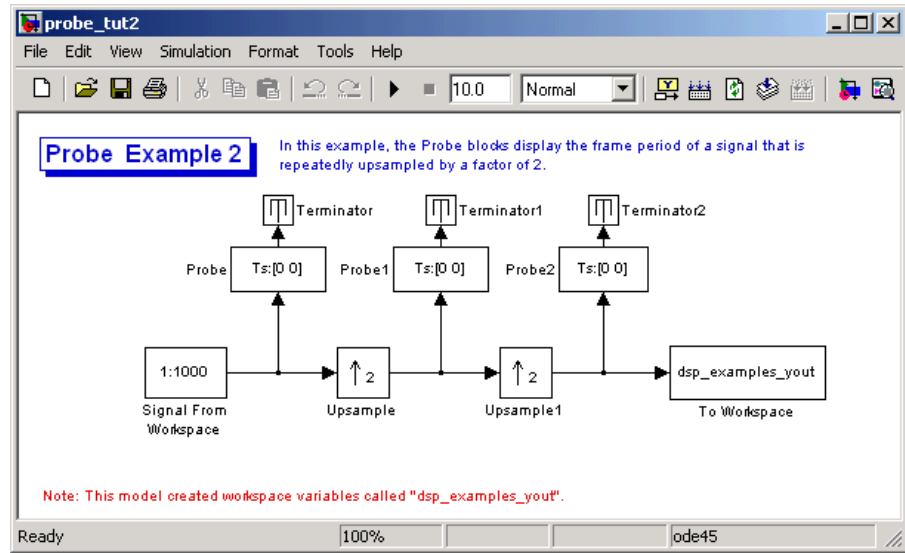 probe_tut2
File Edit View Simulation Format Tools Help
10.0 Normal
Probe Example 2
In this example, the Probe blocks display the frame period of a signal that is
repeatedly upsampled by a factor of 2.
Terminator Terminator1 Terminator2
Probe Ts:[0 0] Probe1 Ts:[0 0] Probe2 Ts:[0 0]
1:1000 ↑2 ↑2 dsp_examples_yout
Signal From
Workspace
Upsample Upsample1 To Workspace
Note: This model created workspace variables called "dsp_examples_yout".
Ready 100% ode45